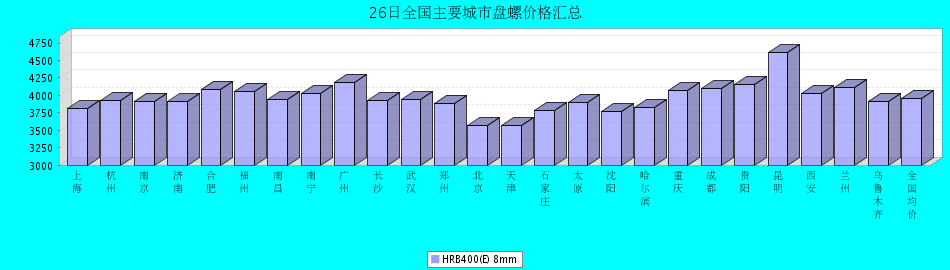 26日全国主要城市盘螺价格汇总
4750
4500
4250
4000
3750
3500
3250
3000
上海
杭州
南京
济南
合肥
福州
南昌
南宁
广州
长沙
武汉
郑州
北京
天津
石家庄
太原
沈阳
哈尔滨
重庆
成都
贵阳
昆明
西安
兰州
乌鲁木齐
全国均价
HRB400(E) 8mm